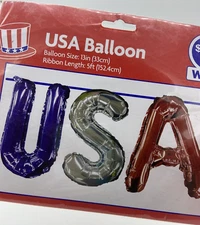 USA Balloon
Balloon Size: 13in (33cm)
Ribbon Length: 5ft (152.4cm)
USA